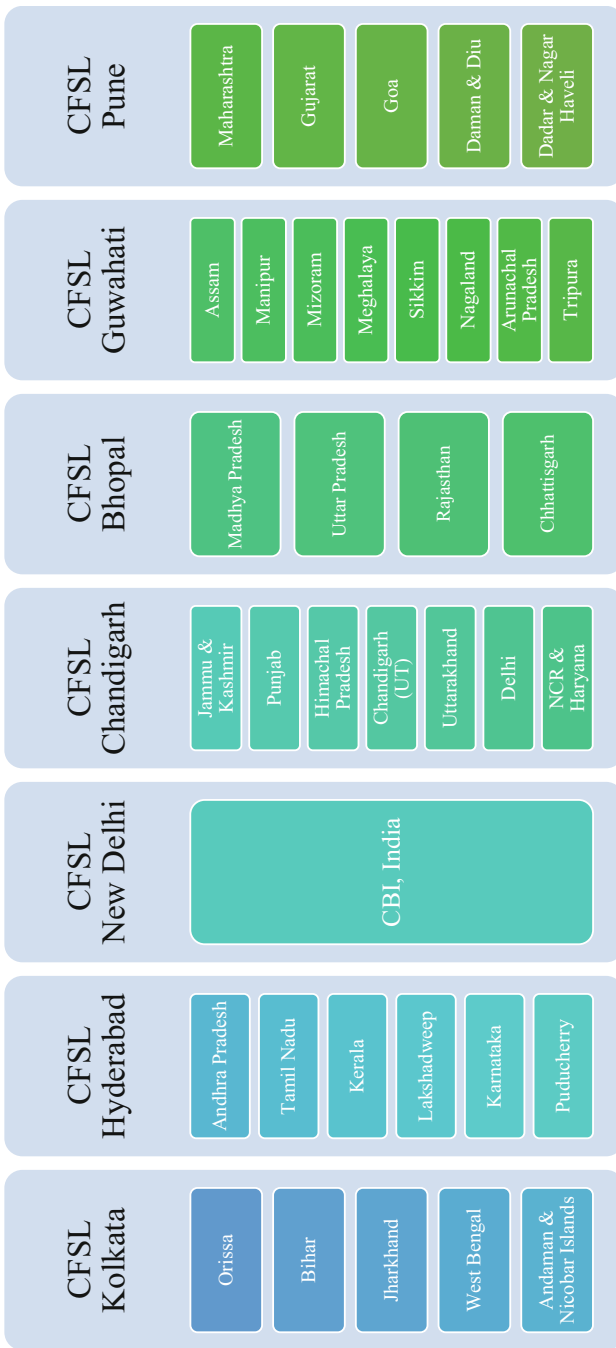 CFSL
Kolkata
Orissa
Bihar
Jharkhand
West Bengal
Andaman &
Nicobar Islands
CFSL
Hyderabad
Andhra Pradesh
Tamil Nadu
Kerala
Lakshadweep
Karnataka
Puducherry
CFSL
New Delhi
CBI, India
CFSL
Chandigarh
Jammu &
Kashmir
Punjab
Himachal
Pradesh
Chandigarh
(UT)
Uttarakhand
Delhi
NCR &
Haryana
CFSL
Bhopal
Madhya Pradesh
Uttar Pradesh
Rajasthan
Chhattisgarh
CFSL
Guwahati
Assam
Manipur
Mizoram
Meghalaya
Sikkim
Nagaland
Arunachal
Pradesh
Tripura
CFSL
Pune
Maharashtra
Gujarat
Goa
Daman & Diu
Dadar & Nagar
Haveli